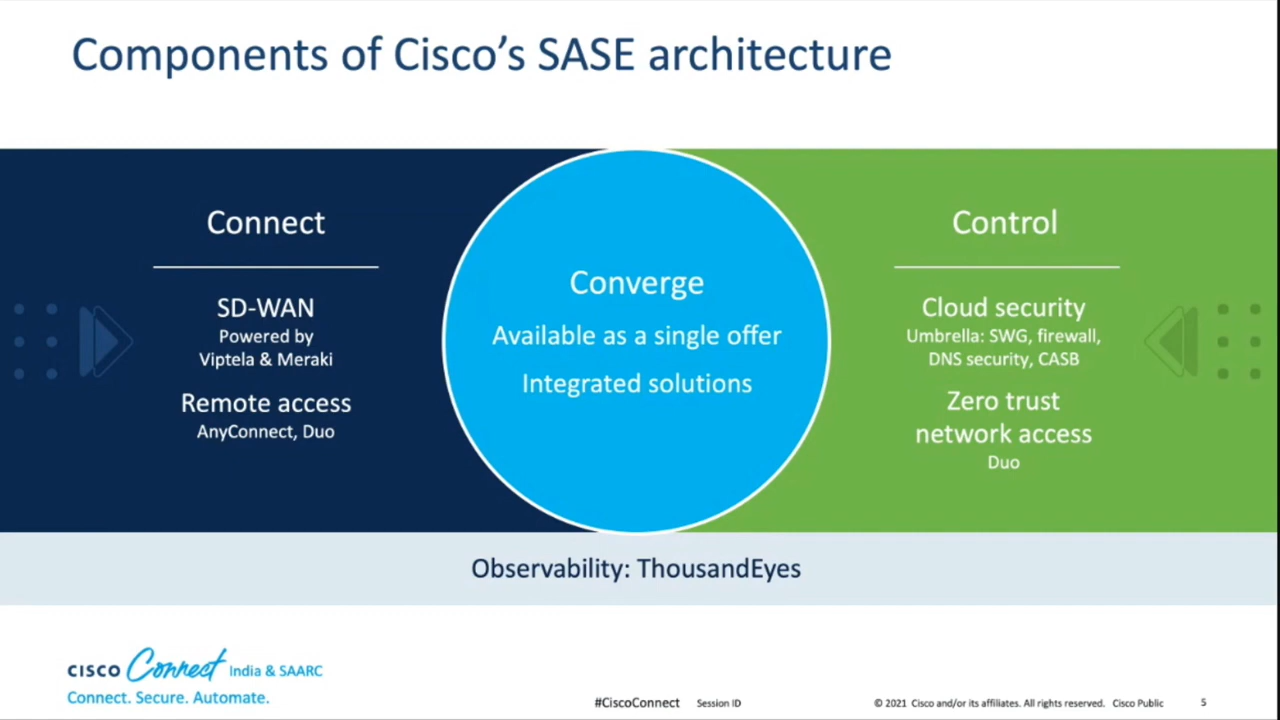 Components of Cisco’s SASE architecture
Connect
SD-WAN
Powered by
Viptela & Meraki
Remote access
AnyConnect, Duo
Converge
Available as a single offer
Integrated solutions
Control
Cloud security
Umbrella: SWG, firewall,
DNS security, CASB
Zero trust
network access
Duo
Observability: ThousandEyes
CISCO Connect India & SAARC
Connect. Secure. Automate.
#CiscoConnect Session ID
© 2021 Cisco and/or its affiliates. All rights reserved. Cisco Public 5